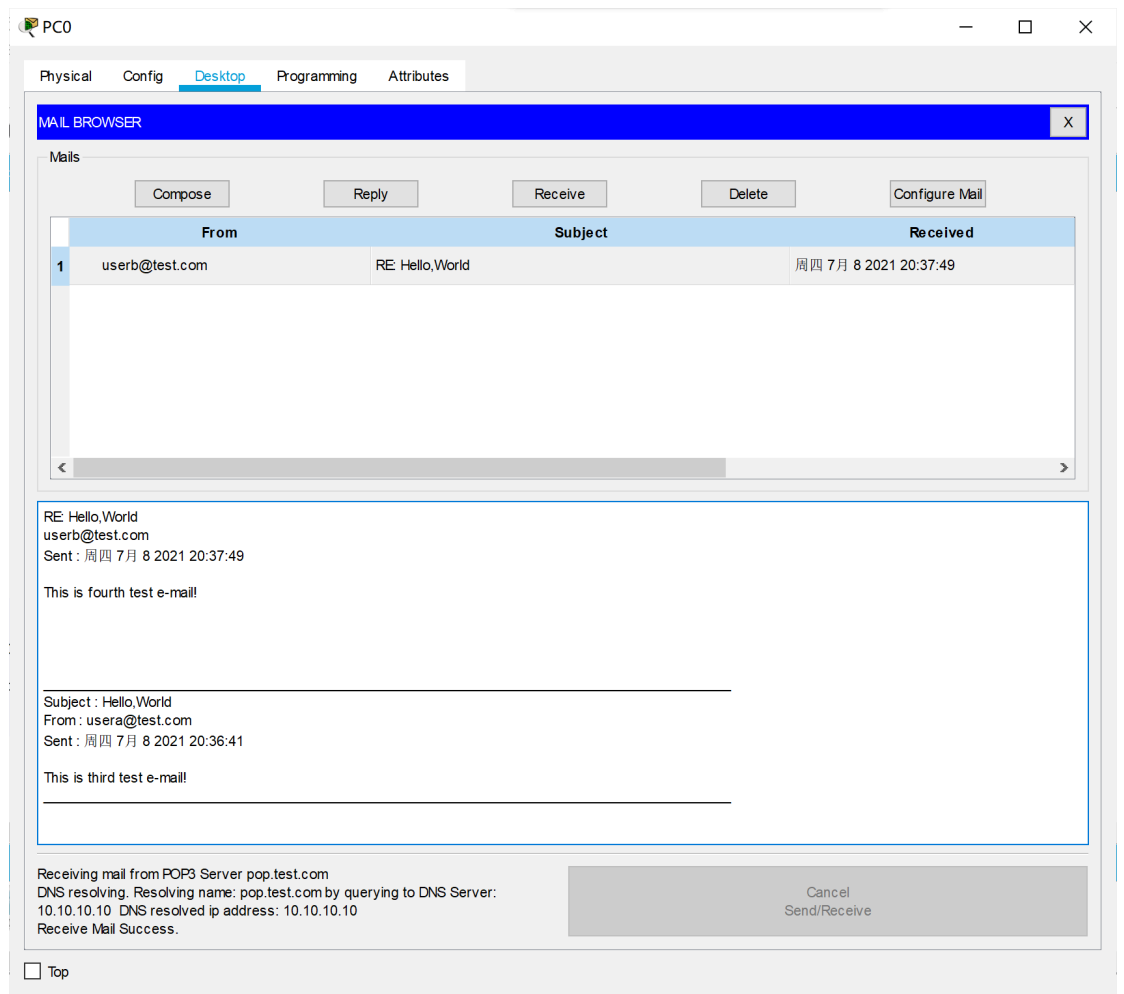 PC0
Physical Config Desktop Programming Attributes
MAIL BROWSER X
Mails
Compose Reply Receive Delete Configure Mail
From Subject Received
1 userb@test.com RE: Hello,World 周四 7月 8 2021 20:37:49
RE: Hello,World
userb@test.com
Sent : 周四 7月 8 2021 20:37:49
This is fourth test e-mail!
Subject : Hello,World
From : usera@test.com
Sent : 周四 7月 8 2021 20:36:41
This is third test e-mail!
Receiving mail from POP3 Server pop.test.com
DNS resolving. Resolving name: pop.test.com by querying to DNS Server:
10.10.10.10 DNS resolved ip address: 10.10.10.10
Receive Mail Success.
Cancel
Send/Receive
Top